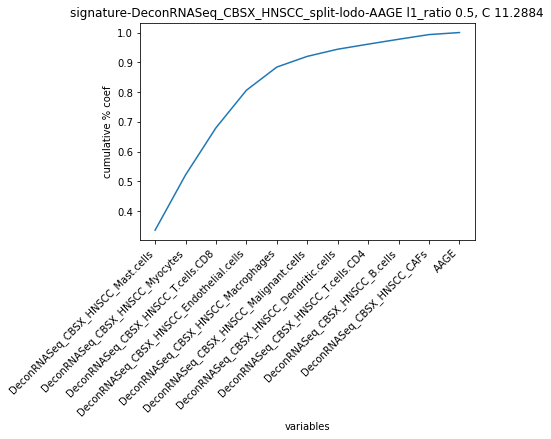 signature-DeconRNASeq_CBSX_HNSCC_split-lodo-AAGE l1_ratio 0.5, C 11.2884
1.0
0.9
0.8
0.7
0.6
0.5
0.4
cumulative % coef
DeconRNASeq_CBSX_HNSCC_Mast.cells
DeconRNASeq_CBSX_HNSCC_Myocytes
DeconRNASeq_CBSX_HNSCC_T.cells.CD8
DeconRNASeq_CBSX_HNSCC_Endothelial.cells
DeconRNASeq_CBSX_HNSCC_Macrophages
DeconRNASeq_CBSX_HNSCC_Malignant.cells
DeconRNASeq_CBSX_HNSCC_Dendritic.cells
DeconRNASeq_CBSX_HNSCC_T.cells.CD4
DeconRNASeq_CBSX_HNSCC_B.cells
DeconRNASeq_CBSX_HNSCC_CAFs
AAGE
variables